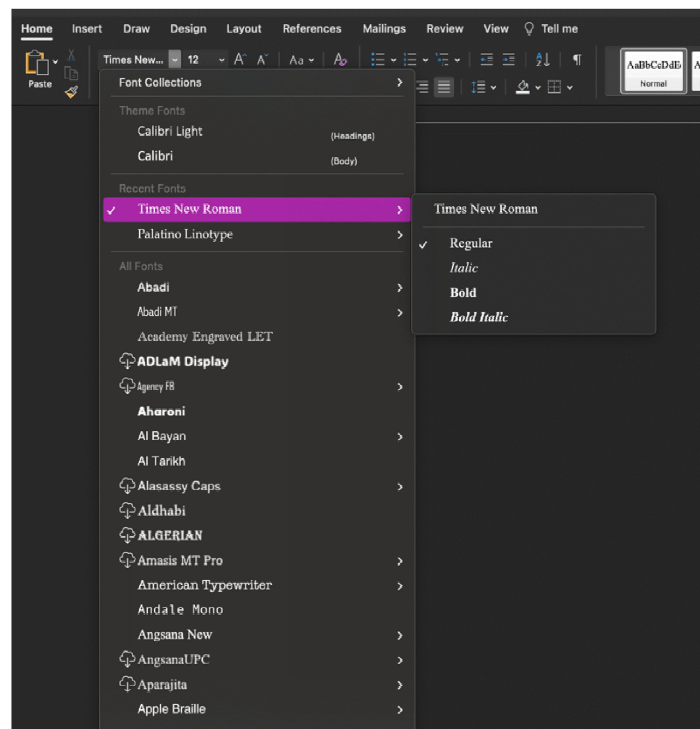 Home Insert Draw Design Layout References Mailings Review View Tell me
Times New... 12 Aa
Paste
AaBbCcDdE
Normal
Font Collections
Theme Fonts
Calibri Light (Headings)
Calibri (Body)
Recent Fonts
Times New Roman
Palatino Linotype
All Fonts
Abadi
Abadi MT
Academy Engraved LET
ADLaM Display
Agency FB
Aharoni
Al Bayan
Al Tarikh
Alasassy Caps
Aldhabi
ALGERIAN
Amasis MT Pro
American Typewriter
Andale Mono
Angsana New
AngsanaUPC
Aparajita
Apple Braille
Times New Roman
Regular
Italic
Bold
Bold Italic